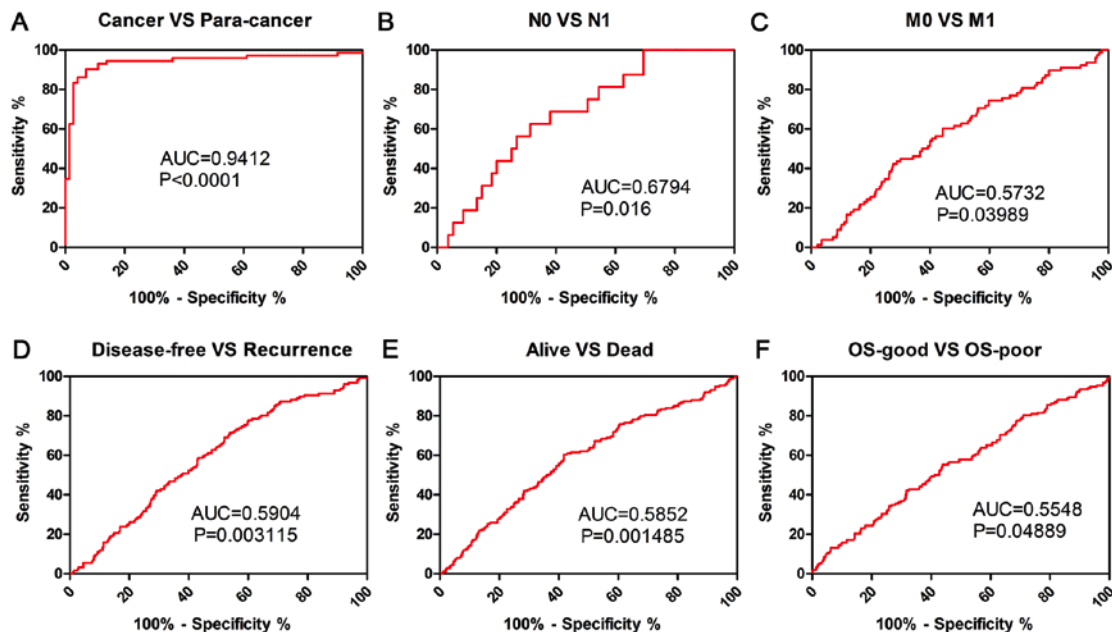 A
Cancer VS Para-cancer
Sensitivity %
100
80
60
40
20
0
AUC=0.9412
P<0.0001
0
20
40
60
80
100
100% - Specificity %
B
N0 VS N1
Sensitivity %
100
80
60
40
20
0
AUC=0.6794
P=0.016
0
20
40
60
80
100
100% - Specificity %
C
M0 VS M1
Sensitivity %
100
80
60
40
20
0
AUC=0.5732
P=0.03989
0
20
40
60
80
100
100% - Specificity %
D
Disease-free VS Recurrence
Sensitivity %
100
80
60
40
20
0
AUC=0.5904
P=0.003115
0
20
40
60
80
100
100% - Specificity %
E
Alive VS Dead
Sensitivity %
100
80
60
40
20
0
AUC=0.5852
P=0.001485
0
20
40
60
80
100
100% - Specificity %
F
OS-good VS OS-poor
Sensitivity %
100
80
60
40
20
0
AUC=0.5548
P=0.04889
0
20
40
60
80
100
100% - Specificity %